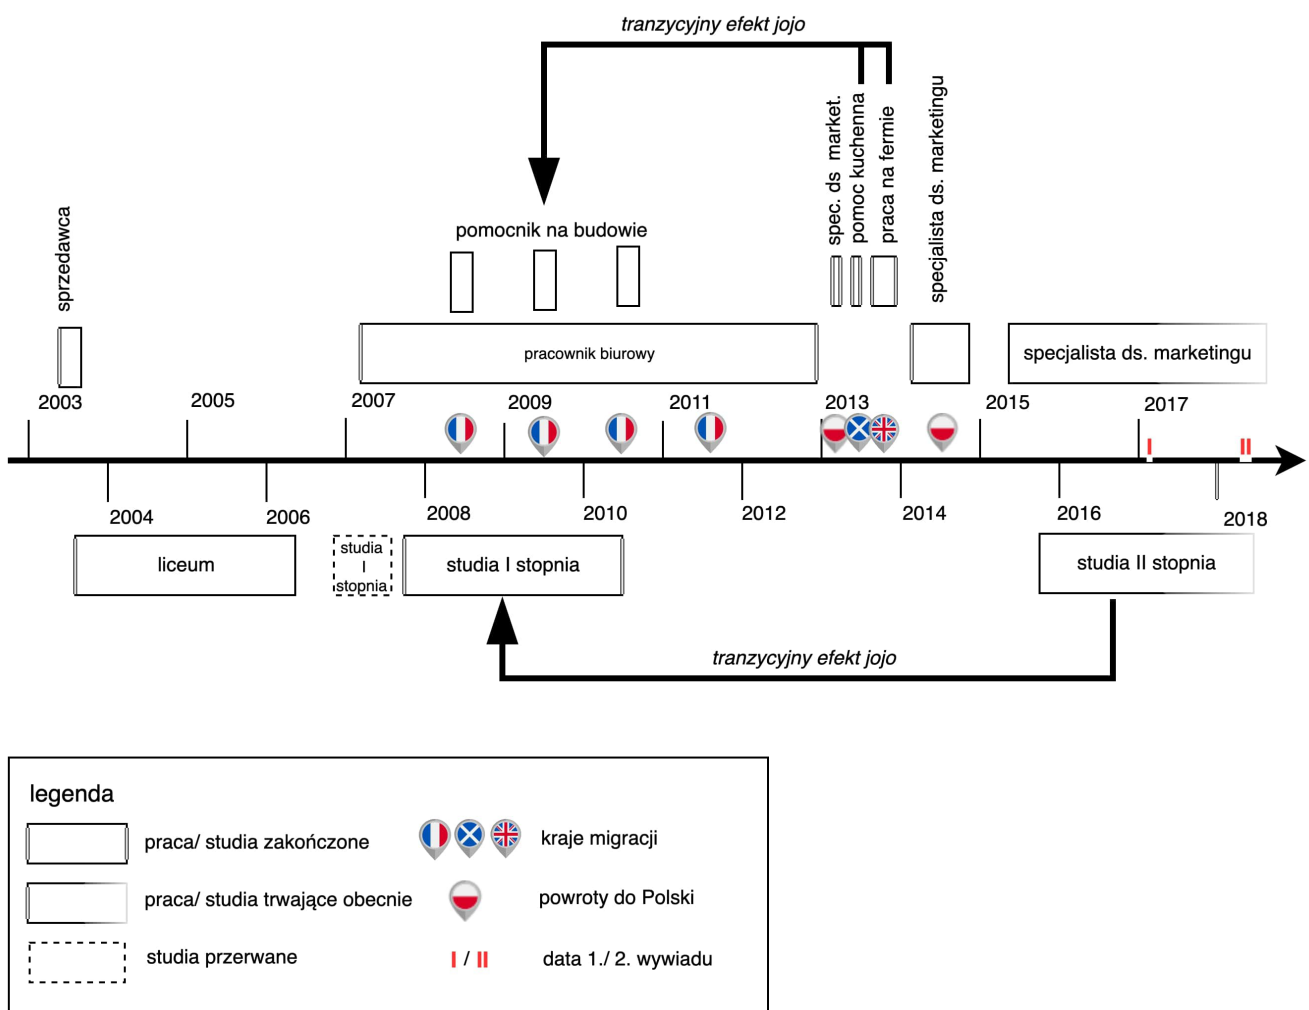 tranzycyjny efekt jojo
sprzedawca
pomocnik na budowie
spec. ds market.
pomoc kuchenna
praca na fermie
specjalista ds. marketingu
pracownik biurowy
specjalista ds. marketingu
2003
2005
2007
2009
2011
2013
2015
2017
I
II
2004
2006
2008
2010
2012
2014
2016
2018
liceum
studia
I
stopnia
studia I stopnia
studia II stopnia
tranzycyjny efekt jojo
legenda
praca/ studia zakończone
kraje migracji
praca/ studia trwające obecnie
powroty do Polski
studia przerwane
I / II
data 1./ 2. wywiadu